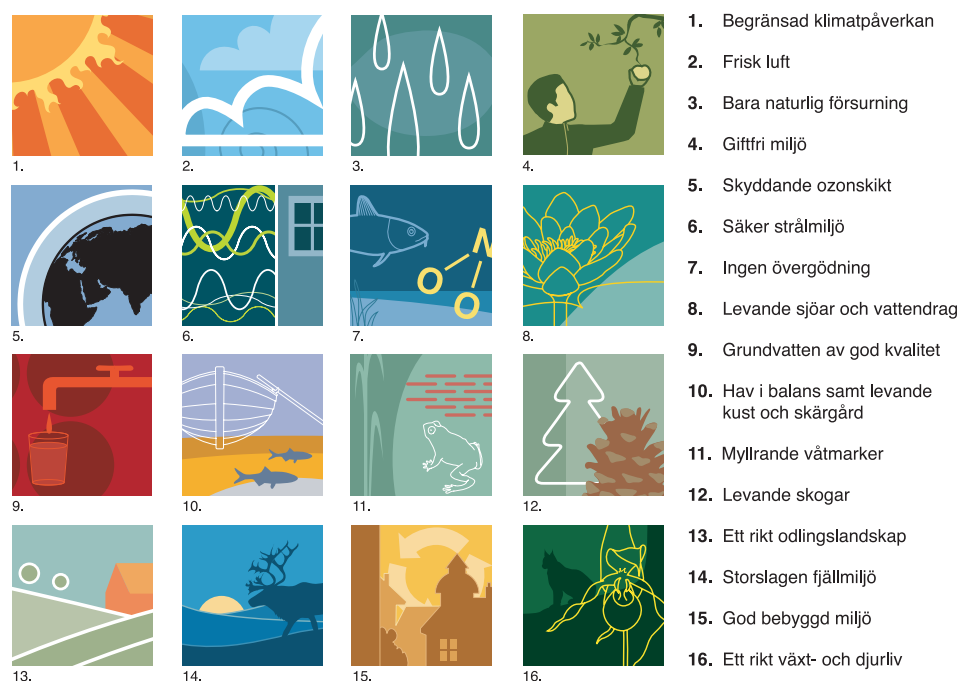 1.
2.
3.
4.
5.
6.
N
O
O
7.
8.
9.
10.
11.
12.
13.
14.
15.
16.
1. Begränsad klimatpåverkan
2. Frisk luft
3. Bara naturlig försurning
4. Giftfri miljö
5. Skyddande ozonskikt
6. Säker strålmiljö
7. Ingen övergödning
8. Levande sjöar och vattendrag
9. Grundvatten av god kvalitet
10. Hav i balans samt levande
kust och skärgård
11. Myllrande våtmarker
12. Levande skogar
13. Ett rikt odlingslandskap
14. Storslagen fjällmiljö
15. God bebyggd miljö
16. Ett rikt växt- och djurliv